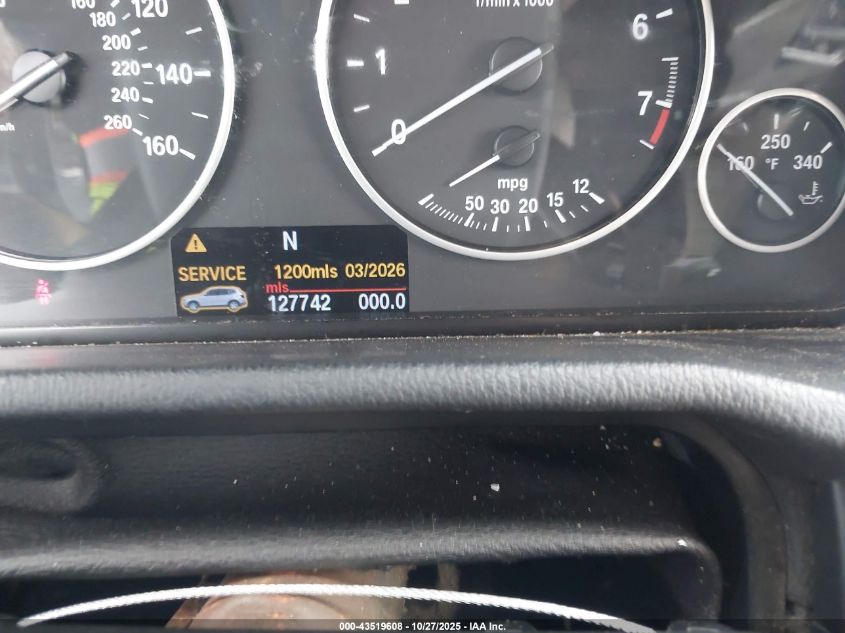 160 120
180
200
220 140
240
260 160
1/min x 1000
0 1 6 7
mpg
50 30 20 15 12
250
160 °F 340
N
SERVICE 1200mls 03/2026
mls
127742 000.0
000-43519608 - 10/27/2025 - IAA Inc.